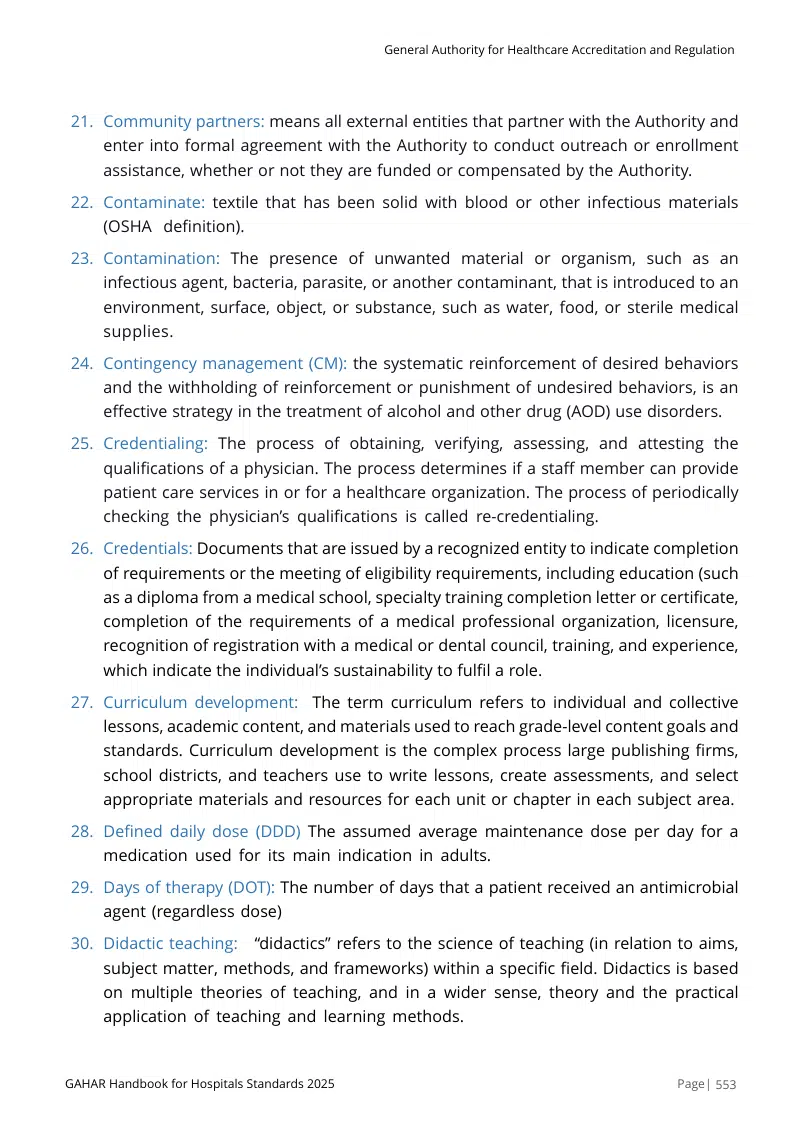 General Authority for Healthcare Accreditation and Regulation
21. Community partners: means all external entities that partner with the Authority and
enter into formal agreement with the Authority to conduct outreach or enrollment
assistance, whether or not they are funded or compensated by the Authority.
22. Contaminate: textile that has been solid with blood or other infectious materials
(OSHA definition).
23. Contamination: The presence of unwanted material or organism, such as an
infectious agent, bacteria, parasite, or another contaminant, that is introduced to an
environment, surface, object, or substance, such as water, food, or sterile medical
supplies.
24. Contingency management (CM): the systematic reinforcement of desired behaviors
and the withholding of reinforcement or punishment of undesired behaviors, is an
effective strategy in the treatment of alcohol and other drug (AOD) use disorders.
25. Credentialing: The process of obtaining, verifying, assessing, and attesting the
qualifications of a physician. The process determines if a staff member can provide
patient care services in or for a healthcare organization. The process of periodically
checking the physician’s qualifications is called re-credentialing.
26. Credentials: Documents that are issued by a recognized entity to indicate completion
of requirements or the meeting of eligibility requirements, including education (such
as a diploma from a medical school, specialty training completion letter or certificate,
completion of the requirements of a medical professional organization, licensure,
recognition of registration with a medical or dental council, training, and experience,
which indicate the individual’s sustainability to fulfil a role.
27. Curriculum development: The term curriculum refers to individual and collective
lessons, academic content, and materials used to reach grade-level content goals and
standards. Curriculum development is the complex process large publishing firms,
school districts, and teachers use to write lessons, create assessments, and select
appropriate materials and resources for each unit or chapter in each subject area.
28. Defined daily dose (DDD) The assumed average maintenance dose per day for a
medication used for its main indication in adults.
29. Days of therapy (DOT): The number of days that a patient received an antimicrobial
agent (regardless dose)
30. Didactic teaching: “didactics” refers to the science of teaching (in relation to aims,
subject matter, methods, and frameworks) within a specific field. Didactics is based
on multiple theories of teaching, and in a wider sense, theory and the practical
application of teaching and learning methods.
GAHAR Handbook for Hospitals Standards 2025
Page| 553